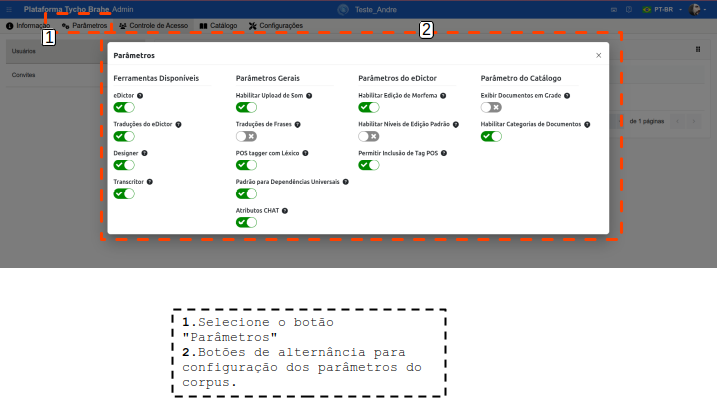 Plataforma Tycho Brahe Admin
Teste_Andre
PT-BR
Informação
Parâmetros
Controle de Acesso
Catálogo
Configurações
1
2
Usuários
Convites
de 1 páginas
Parâmetros
Ferramentas Disponíveis
eDictor
Traduções do eDictor
Designer
Transcritor
Parâmetros Gerais
Habilitar Upload de Som
Traduções de Frases
POS tagger com Léxico
Padrão para Dependências Universais
Atributos CHAT
Parâmetros do eDictor
Habilitar Edição de Morfema
Habilitar Níveis de Edição Padrão
Permitir Inclusão de Tag POS
Parâmetro do Catálogo
Exibir Documentos em Grade
Habilitar Categorias de Documentos
1.Selecione o botão
"Parâmetros"
2.Botões de alternância para
configuração dos parâmetros do
corpus.